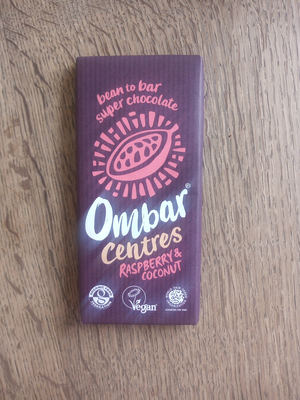 bean to bar
super chocolate
Ombar®
Centres
RASPBERRY &
COCONUT
Vegan